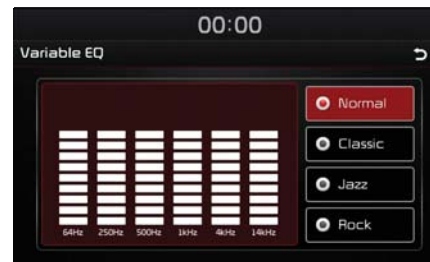 00:00
Variable EQ
Normal
Classic
Jazz
Rock
64Hz 250Hz 500Hz 1kHz 4kHz 14kHz